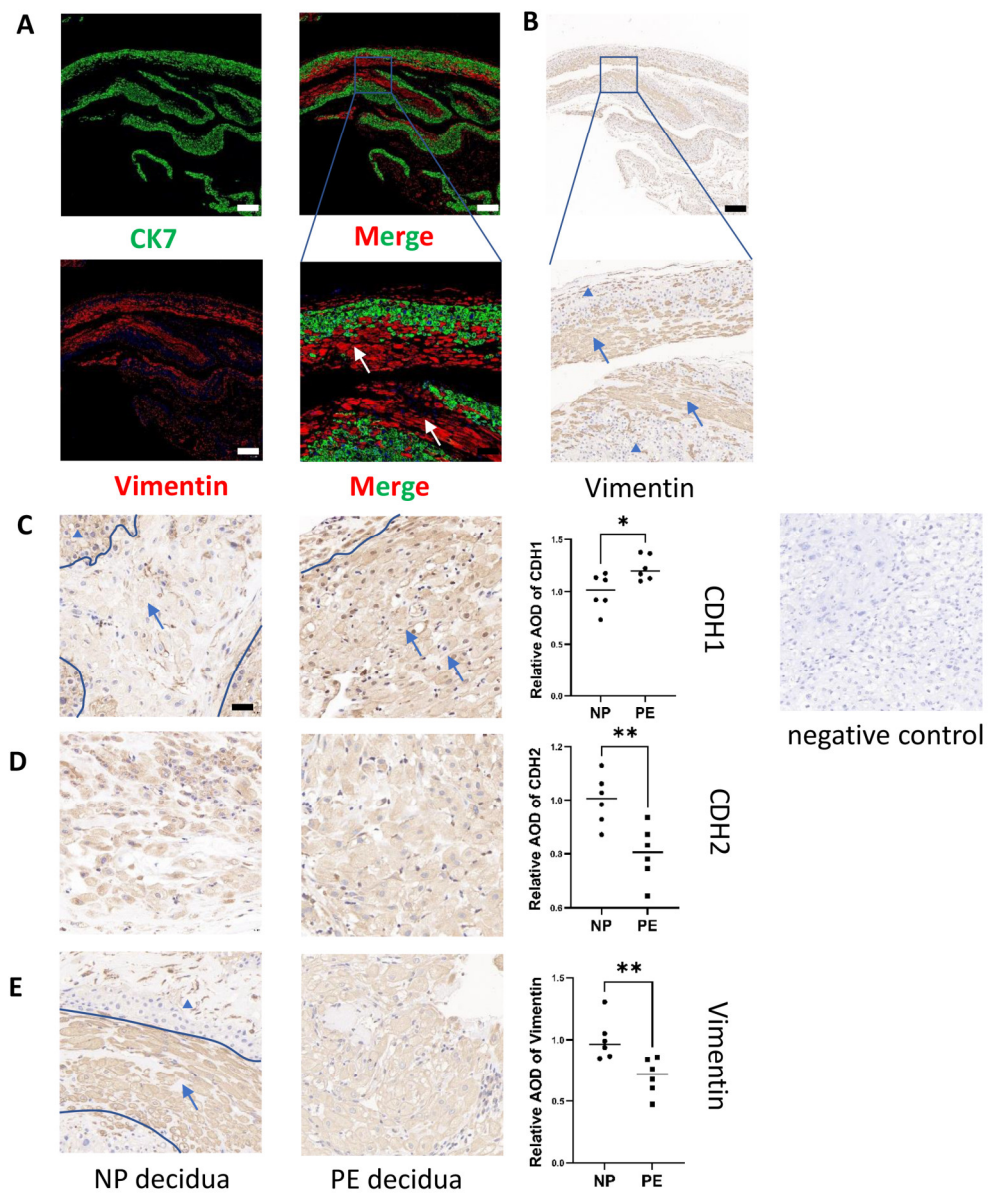 A
B
CK7
Merge
Vimentin
Merge
Vimentin
C
Relative AOD of CDH1
1.5
1.0
0.5
0.0
*
NP
PE
CDH1
negative control
D
Relative AOD of CDH2
1.2
1.0
0.8
0.6
**
NP
PE
CDH2
E
Relative AOD of Vimentin
1.5
1.0
0.5
0.0
**
NP
PE
Vimentin
NP decidua
PE decidua